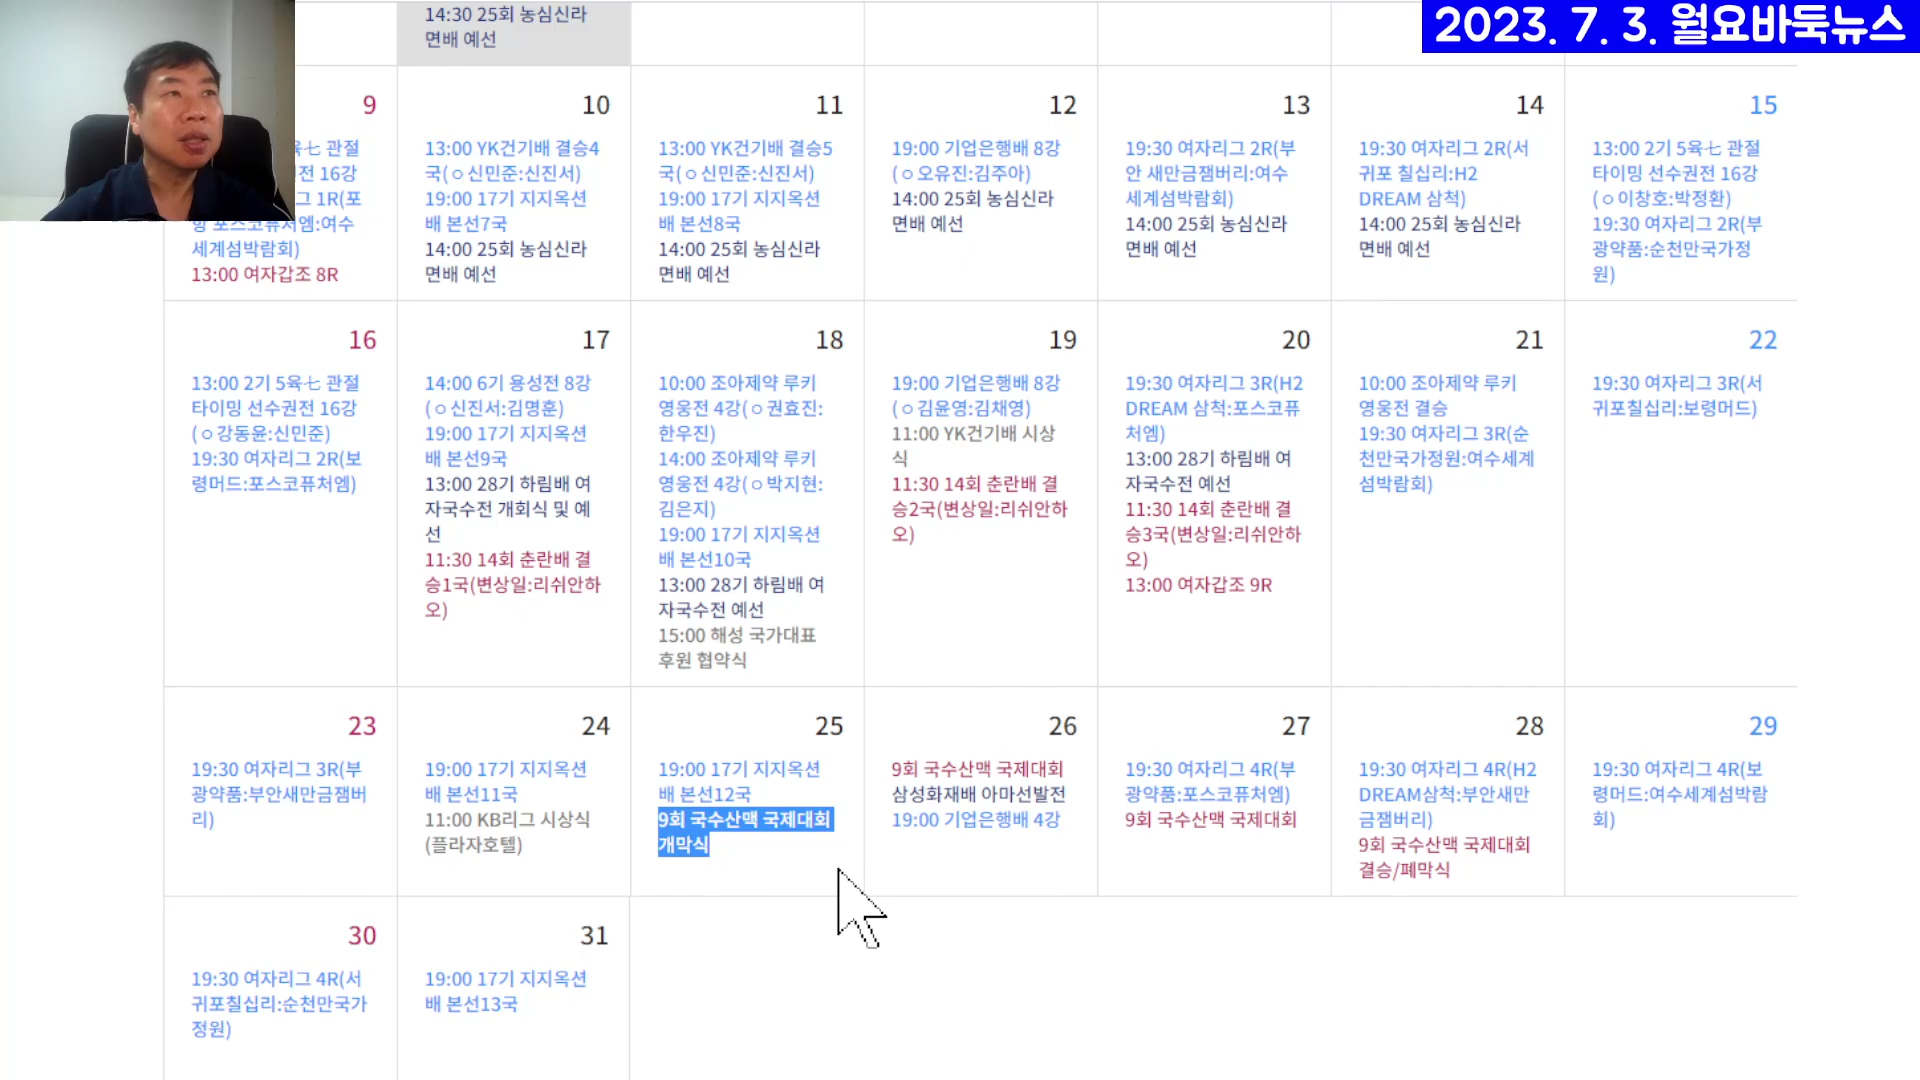 14:30 25회 농심신라
면배 예선
2023. 7. 3. 월요바둑뉴스
9
육七 관절
전 16강
그 1R(포
항 포스코퓨처엠:여수
세계섬박람회)
13:00 여자갑조 8R
10
13:00 YK건기배 결승4
국(ㅇ신민준:신진서)
19:00 17기 지지옥션
배 본선7국
14:00 25회 농심신라
면배 예선
11
13:00 YK건기배 결승5
국(ㅇ신민준:신진서)
19:00 17기 지지옥션
배 본선8국
14:00 25회 농심신라
면배 예선
12
19:00 기업은행배 8강
(ㅇ오유진:김주아)
14:00 25회 농심신라
면배 예선
13
19:30 여자리그 2R(부
안 새만금잼버리:여수
세계섬박람회)
14:00 25회 농심신라
면배 예선
14
19:30 여자리그 2R(서
귀포 칠십리:H2
DREAM 삼척)
14:00 25회 농심신라
면배 예선
15
13:00 2기 5육七 관절
타이밍 선수권전 16강
(ㅇ이창호:박정환)
19:30 여자리그 2R(부
광약품:순천만국가정
원)
16
13:00 2기 5육七 관절
타이밍 선수권전 16강
(ㅇ강동윤:신민준)
19:30 여자리그 2R(보
령머드:포스코퓨처엠)
17
14:00 6기 용성전 8강
(ㅇ신진서:김명훈)
19:00 17기 지지옥션
배 본선9국
13:00 28기 하림배 여
자국수전 개회식 및 예
선
11:30 14회 춘란배 결
승1국(변상일:리쉬안하
오)
18
10:00 조아제약 루키
영웅전 4강(ㅇ권효진:
한우진)
14:00 조아제약 루키
영웅전 4강(ㅇ박지현:
김은지)
19:00 17기 지지옥션
배 본선10국
13:00 28기 하림배 여
자국수전 예선
15:00 해성 국가대표
후원 협약식
19
19:00 기업은행배 8강
(ㅇ김윤영:김채영)
11:00 YK건기배 시상
식
11:30 14회 춘란배 결
승2국(변상일:리쉬안하
오)
20
19:30 여자리그 3R(H2
DREAM 삼척:포스코퓨
처엠)
13:00 28기 하림배 여
자국수전 예선
11:30 14회 춘란배 결
승3국(변상일:리쉬안하
오)
13:00 여자갑조 9R
21
10:00 조아제약 루키
영웅전 결승
19:30 여자리그 3R(순
천만국가정원:여수세계
섬박람회)
22
19:30 여자리그 3R(서
귀포칠십리:보령머드)
23
19:30 여자리그 3R(부
광약품:부안새만금잼버
리)
24
19:00 17기 지지옥션
배 본선11국
11:00 KB리그 시상식
(플라자호텔)
25
19:00 17기 지지옥션
배 본선12국
9회 국수산맥 국제대회
개막식
26
9회 국수산맥 국제대회
삼성화재배 아마선발전
19:00 기업은행배 4강
27
19:30 여자리그 4R(부
광약품:포스코퓨처엠)
9회 국수산맥 국제대회
28
19:30 여자리그 4R(H2
DREAM삼척:부안새만
금잼버리)
9회 국수산맥 국제대회
결승/폐막식
29
19:30 여자리그 4R(보
령머드:여수세계섬박람
회)
30
19:30 여자리그 4R(서
귀포칠십리:순천만국가
정원)
31
19:00 17기 지지옥션
배 본선13국